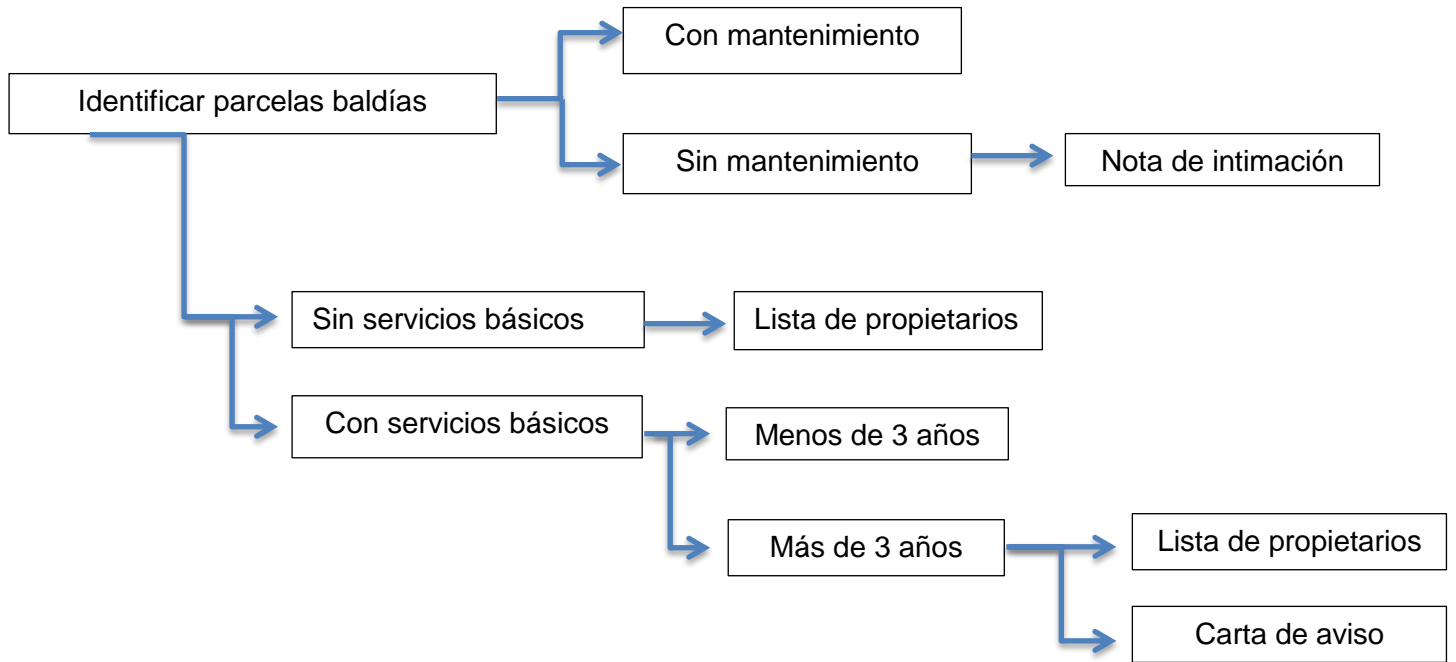 Con mantenimiento
Identificar parcelas baldías
Sin mantenimiento
Nota de intimación
Sin servicios básicos
Lista de propietarios
Con servicios básicos
Menos de 3 años
Más de 3 años
Lista de propietarios
Carta de aviso